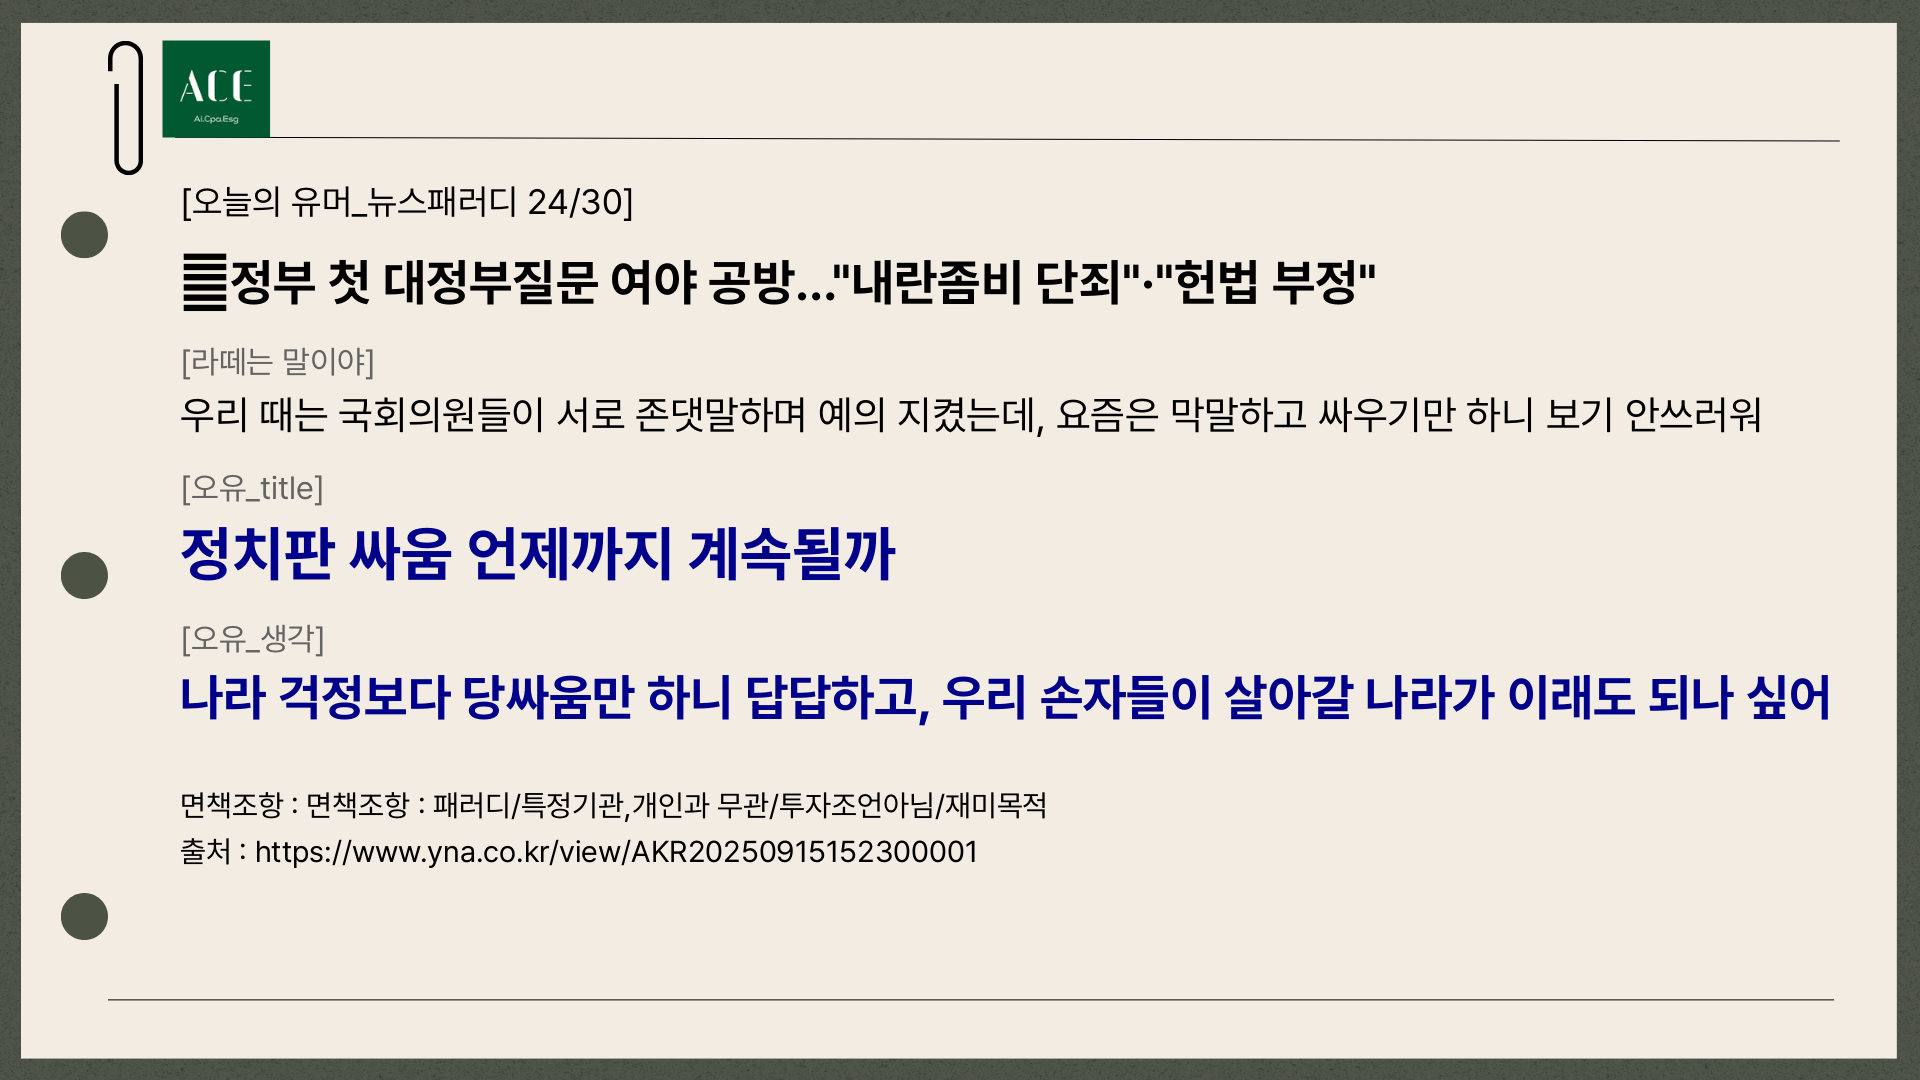 ACE
Ai.Cpa.Esg
[오늘의 유머_뉴스패러디 24/30]
정부 첫 대정부질문 여야 공방…"내란좀비 단죄"·"헌법 부정"
[라떼는 말이야]
우리 때는 국회의원들이 서로 존댓말하며 예의 지켰는데, 요즘은 막말하고 싸우기만 하니 보기 안쓰러워
[오유_title]
정치판 싸움 언제까지 계속될까
[오유_생각]
나라 걱정보다 당싸움만 하니 답답하고, 우리 손자들이 살아갈 나라가 이래도 되나 싶어
면책조항 : 면책조항 : 패러디/특정기관,개인과 무관/투자조언아님/재미목적
출처 : https://www.yna.co.kr/view/AKR20250915152300001